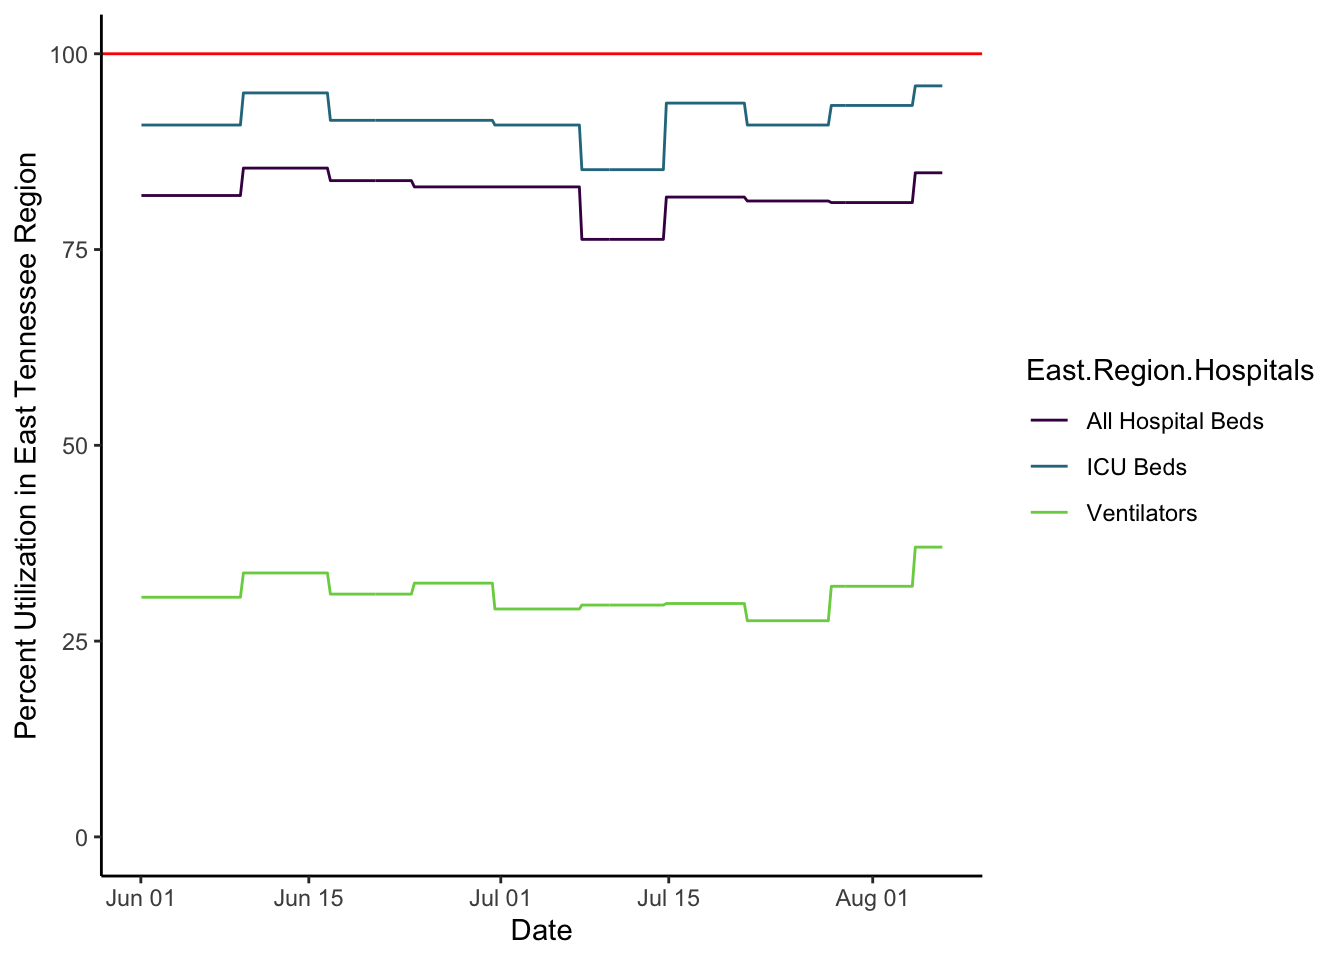 Percent Utilization in East Tennessee Region
100
75
50
25
0
Jun 01
Jun 15
Jul 01
Jul 15
Aug 01
Date
East.Region.Hospitals
All Hospital Beds
ICU Beds
Ventilators